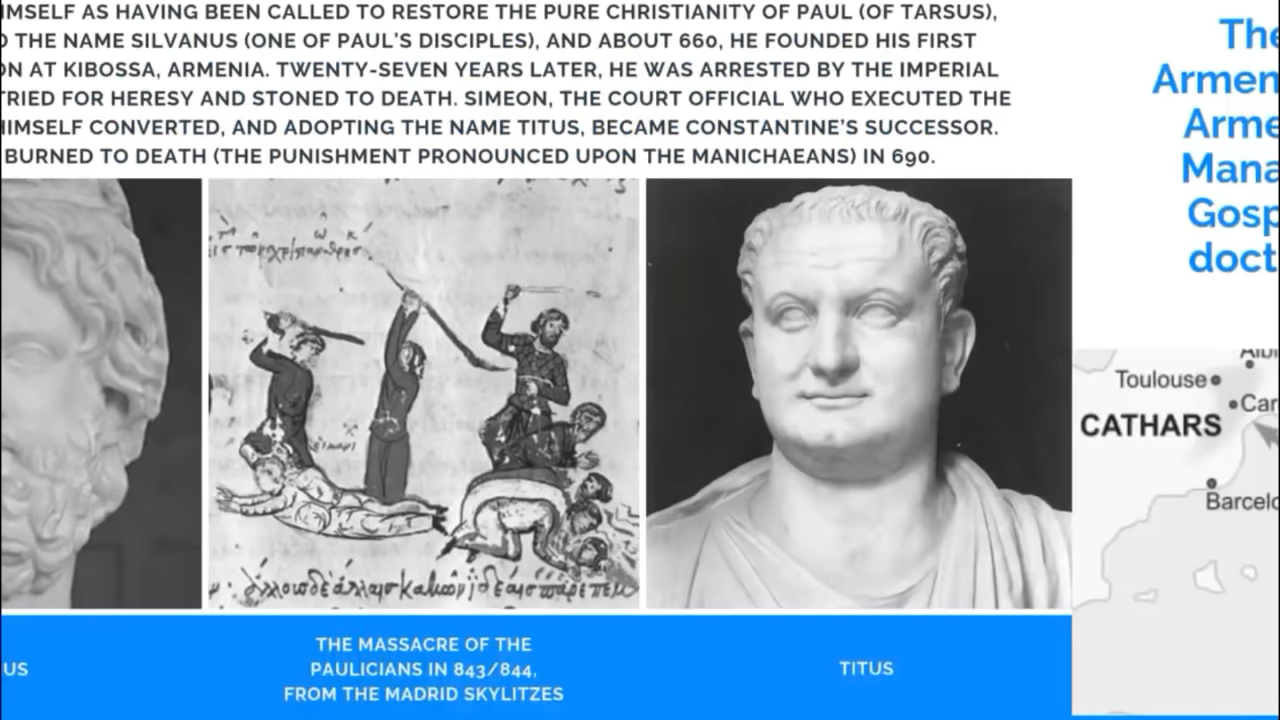 IMSELF AS HAVING BEEN CALLED TO RESTORE THE PURE CHRISTIANITY OF PAUL (OF TARSUS),
THE NAME SILVANUS (ONE OF PAUL'S DISCIPLES), AND ABOUT 660, HE FOUNDED HIS FIRST
ON AT KIBOSSA, ARMENIA. TWENTY-SEVEN YEARS LATER, HE WAS ARRESTED BY THE IMPERIAL
TRIED FOR HERESY AND STONED TO DEATH. SIMEON, THE COURT OFFICIAL WHO EXECUTED THE
HIMSELF CONVERTED, AND ADOPTING THE NAME TITUS, BECAME CONSTANTINE'S SUCCESSOR.
BURNED TO DEATH (THE PUNISHMENT PRONOUNCED UPON THE MANICHAEANS) IN 690.
The
Armen
Arme
Mana
Gosp
doct
Toulouse
Car
CATHARS
Barcelo
US
THE MASSACRE OF THE
PAULICIANS IN 843/844,
FROM THE MADRID SKYLITZES
TITUS